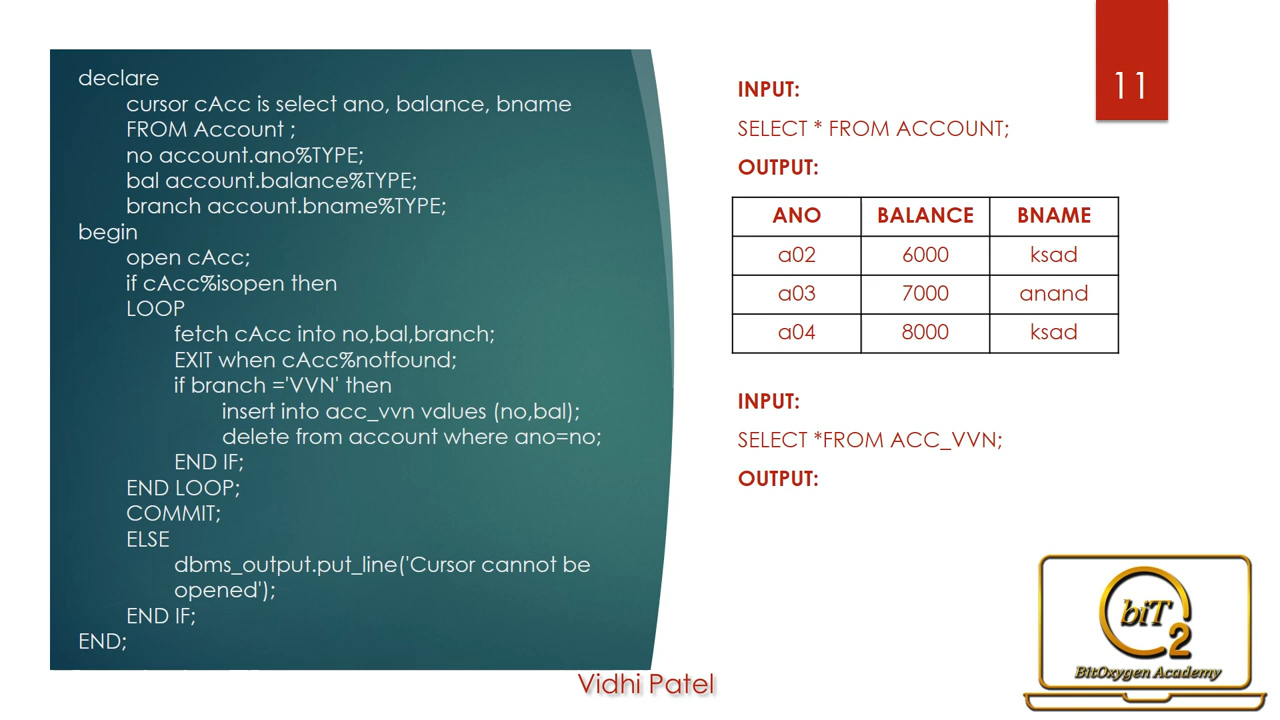 declare
cursor cAcc is select ano, balance, bname
FROM Account ;
no account.ano%TYPE;
bal account.balance%TYPE;
branch account.bname%TYPE;
begin
open cAcc;
if cAcc%isopen then
LOOP
fetch cAcc into no,bal,branch;
EXIT when cAcc%notfound;
if branch ='VVN' then
insert into acc_vvn values (no,bal);
delete from account where ano=no;
END IF;
END LOOP;
COMMIT;
ELSE
dbms_output.put_line('Cursor cannot be
opened');
END IF;
END;
11
INPUT:
SELECT * FROM ACCOUNT;
OUTPUT:
ANO BALANCE BNAME
a02 6000 ksad
a03 7000 anand
a04 8000 ksad
INPUT:
SELECT *FROM ACC_VVN;
OUTPUT:
biT
2
BitOxygen Academy
Vidhi Patel